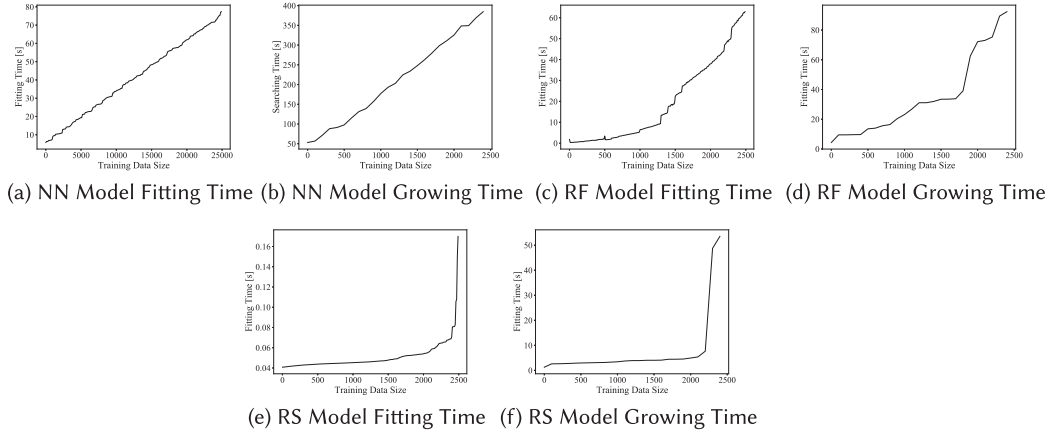 80
70
60
50
40
30
20
10
Fitting Time [s]
0 5000 10000 15000 20000 25000
Training Data Size
400
350
300
250
200
150
100
50
Searching Time [s]
0 500 1000 1500 2000 2500
Training Data Size
60
50
40
30
20
10
0
Fitting Time [s]
0 500 1000 1500 2000 2500
Training Data Size
80
60
40
20
0
Fitting Time [s]
0 500 1000 1500 2000 2500
Training Data Size
(a) NN Model Fitting Time (b) NN Model Growing Time (c) RF Model Fitting Time (d) RF Model Growing Time
0.16
0.14
0.12
0.10
0.08
0.06
0.04
Fitting Time [s]
0 500 1000 1500 2000 2500
Training Data Size
50
40
30
20
10
0
Fitting Time [s]
0 500 1000 1500 2000 2500
Training Data Size
(e) RS Model Fitting Time (f) RS Model Growing Time